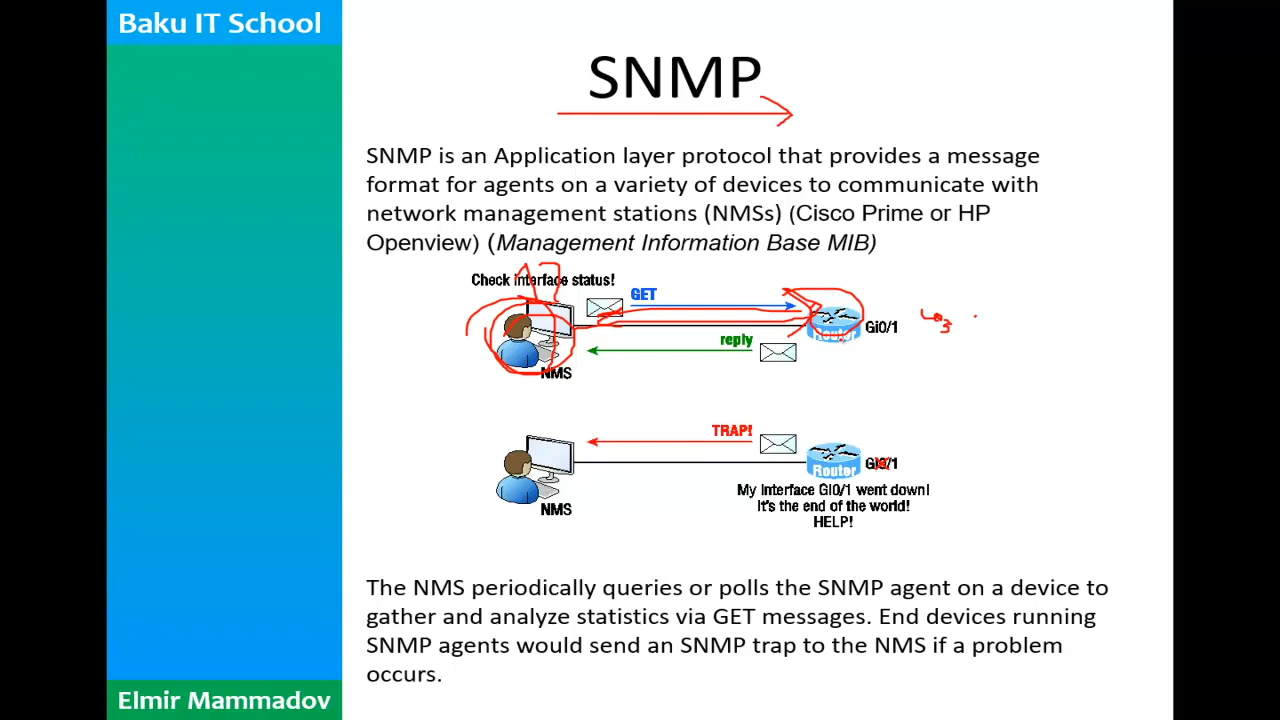 Baku IT School
SNMP
SNMP is an Application layer protocol that provides a message
format for agents on a variety of devices to communicate with
network management stations (NMSs) (Cisco Prime or HP
Openview) (Management Information Base MIB)
Check interface status!
GET
Router
Gi0/1
reply
NMS
TRAP!
Router
Gi0/1
NMS
My Interface GI0/1 went down!
It's the end of the world!
HELP!
The NMS periodically queries or polls the SNMP agent on a device to
gather and analyze statistics via GET messages. End devices running
SNMP agents would send an SNMP trap to the NMS if a problem
occurs.
Elmir Mammadov